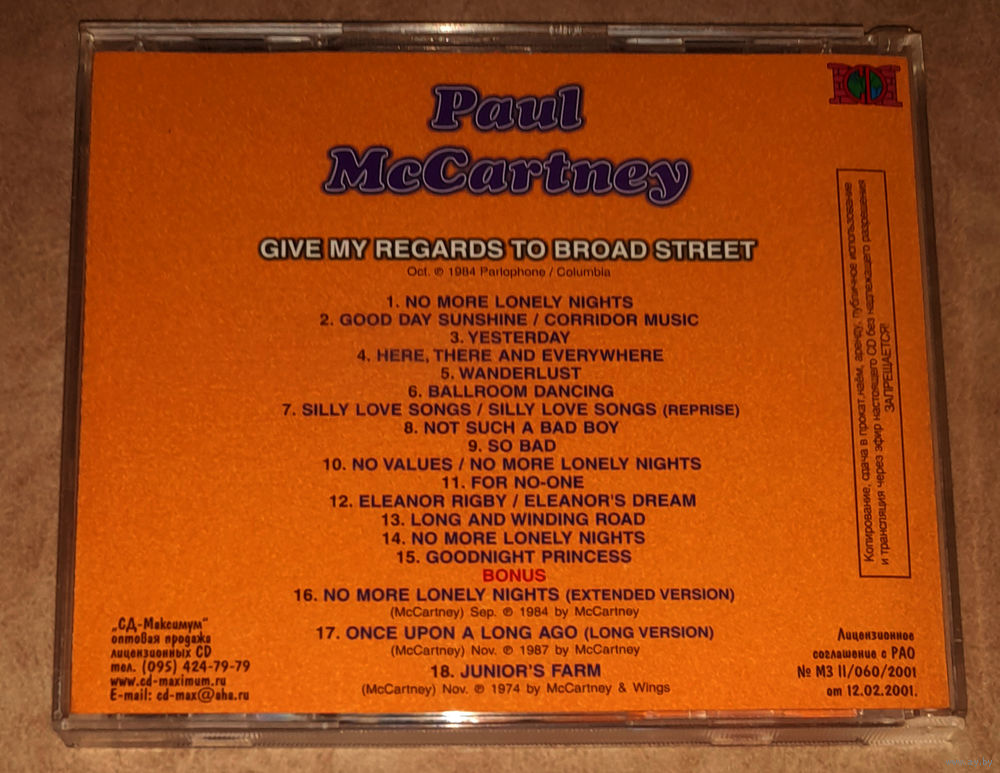 Paul
McCartney
GIVE MY REGARDS TO BROAD STREET
Oct. ℗ 1984 Parlophone / Columbia
1. NO MORE LONELY NIGHTS
2. GOOD DAY SUNSHINE / CORRIDOR MUSIC
3. YESTERDAY
4. HERE, THERE AND EVERYWHERE
5. WANDERLUST
6. BALLROOM DANCING
7. SILLY LOVE SONGS / SILLY LOVE SONGS (REPRISE)
8. NOT SUCH A BAD BOY
9. SO BAD
10. NO VALUES / NO MORE LONELY NIGHTS
11. FOR NO-ONE
12. ELEANOR RIGBY / ELEANOR'S DREAM
13. LONG AND WINDING ROAD
14. NO MORE LONELY NIGHTS
15. GOODNIGHT PRINCESS
BONUS
16. NO MORE LONELY NIGHTS (EXTENDED VERSION)
(McCartney) Sep. ℗ 1984 by McCartney
17. ONCE UPON A LONG AGO (LONG VERSION)
(McCartney) Nov. ℗ 1987 by McCartney
18. JUNIOR'S FARM
(McCartney) Nov. ℗ 1974 by McCartney & Wings
„СД-Максимум"
оптовая продажа
лицензионных CD
тел. (095) 424-79-79
www.cd-maximum.ru
E-mail: cd-max@aha.ru
Копирование, сдача в прокат, наём, аренду, публичное использование
и трансляция через эфир настоящего CD без надлежащего разрешения
ЗАПРЕЩАЕТСЯ!
Лицензионное
соглашение с РАО
№ МЗ II/060/2001
от 12.02.2001.